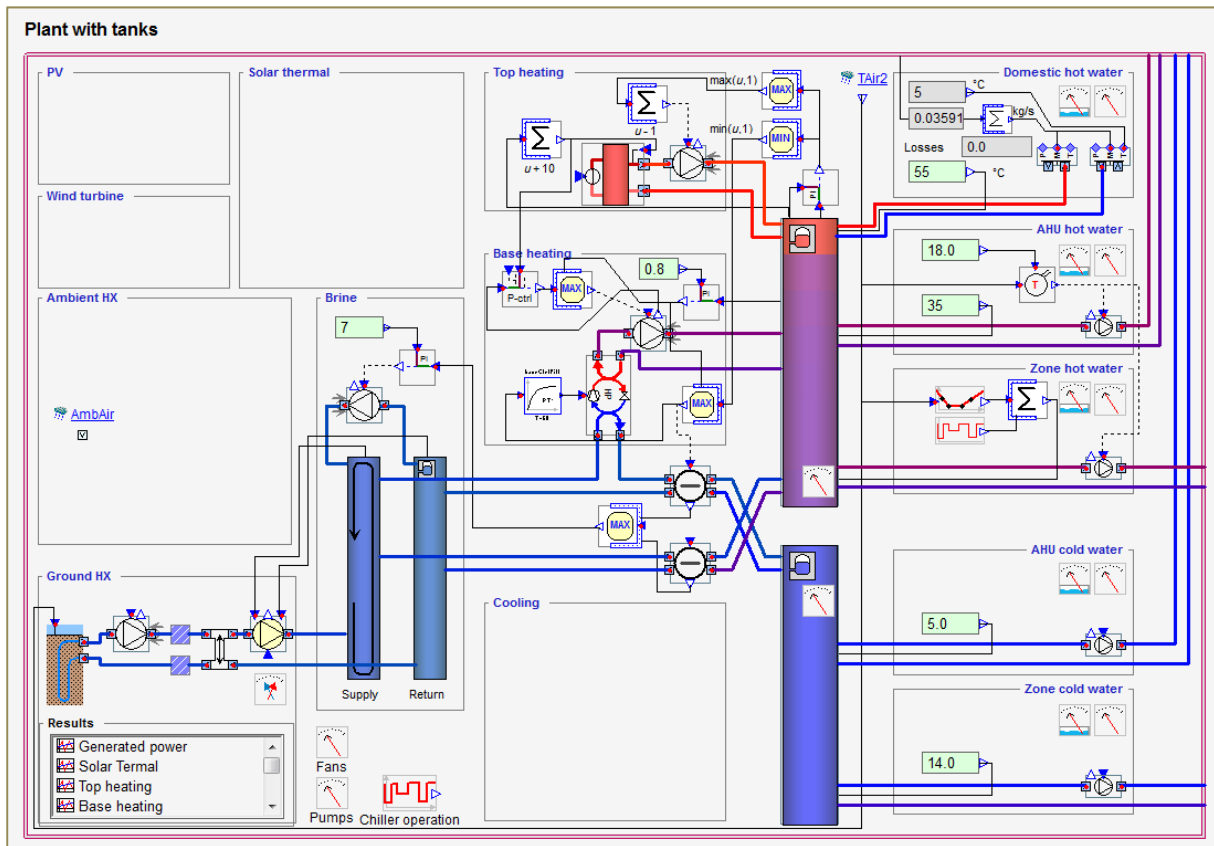 Plant with tanks
PV
Solar thermal
Top heating
max(u,1)
MAX
TAir2
Domestic hot water
5
°C
Σ
u - 1
0.03591
Σ
kg/s
Σ
u + 10
min(u,1)
MIN
Losses
0.0
P M T
P M T
55
°C
PI
Wind turbine
Base heating
AHU hot water
18.0
0.8
P-ctrl
MAX
PI
T
35
Ambient HX
Brine
7
PI
dH
PT-
MAX
Zone hot water
Σ
AmbAir
V
MAX
AHU cold water
5.0
Ground HX
Cooling
Supply
Return
Zone cold water
14.0
Results
Generated power
Solar Termal
Top heating
Base heating
Fans
Pumps
Chiller operation